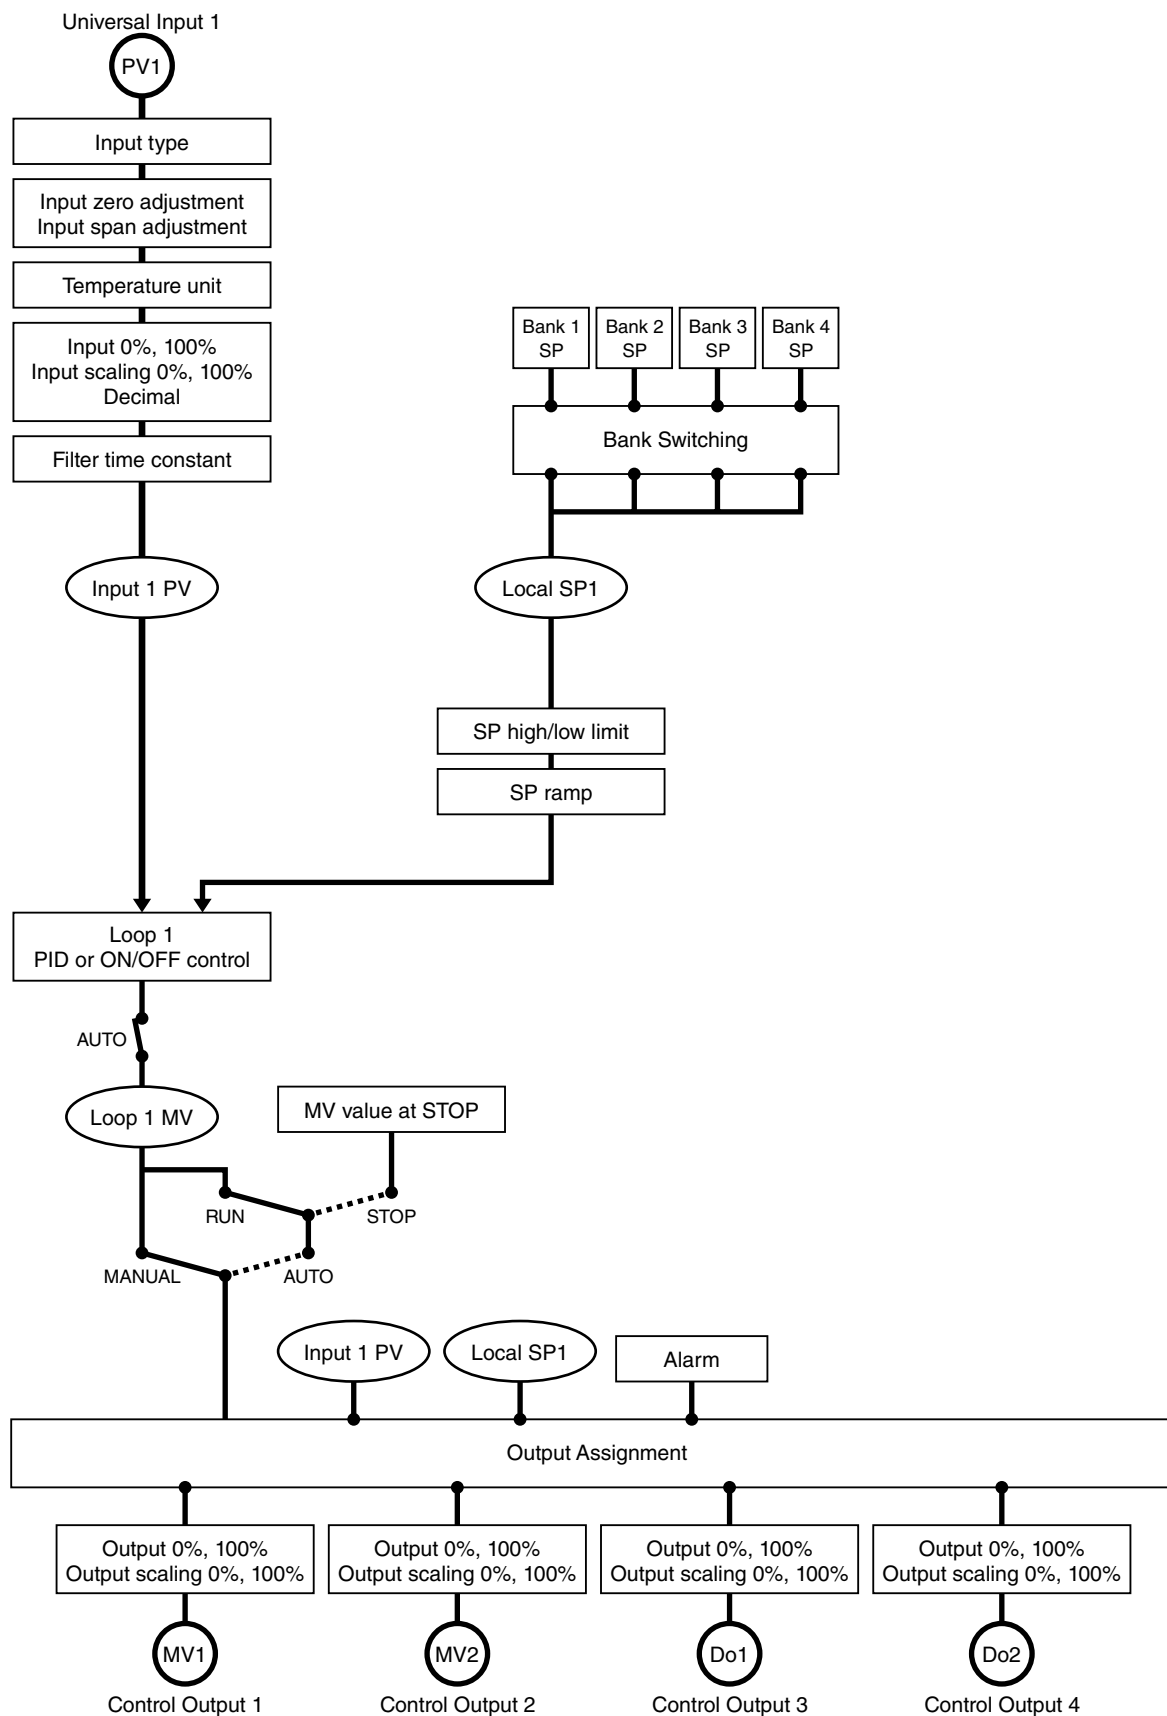 Universal Input 1
PV1
Input type
Input zero adjustment
Input span adjustment
Temperature unit
Input 0%, 100%
Input scaling 0%, 100%
Decimal
Filter time constant
Bank 1
SP
Bank 2
SP
Bank 3
SP
Bank 4
SP
Bank Switching
Input 1 PV
Local SP1
SP high/low limit
SP ramp
Loop 1
PID or ON/OFF control
AUTO
Loop 1 MV
MV value at STOP
RUN
STOP
MANUAL
AUTO
Input 1 PV
Local SP1
Alarm
Output Assignment
Output 0%, 100%
Output scaling 0%, 100%
Output 0%, 100%
Output scaling 0%, 100%
Output 0%, 100%
Output scaling 0%, 100%
Output 0%, 100%
Output scaling 0%, 100%
MV1
MV2
Do1
Do2
Control Output 1
Control Output 2
Control Output 3
Control Output 4